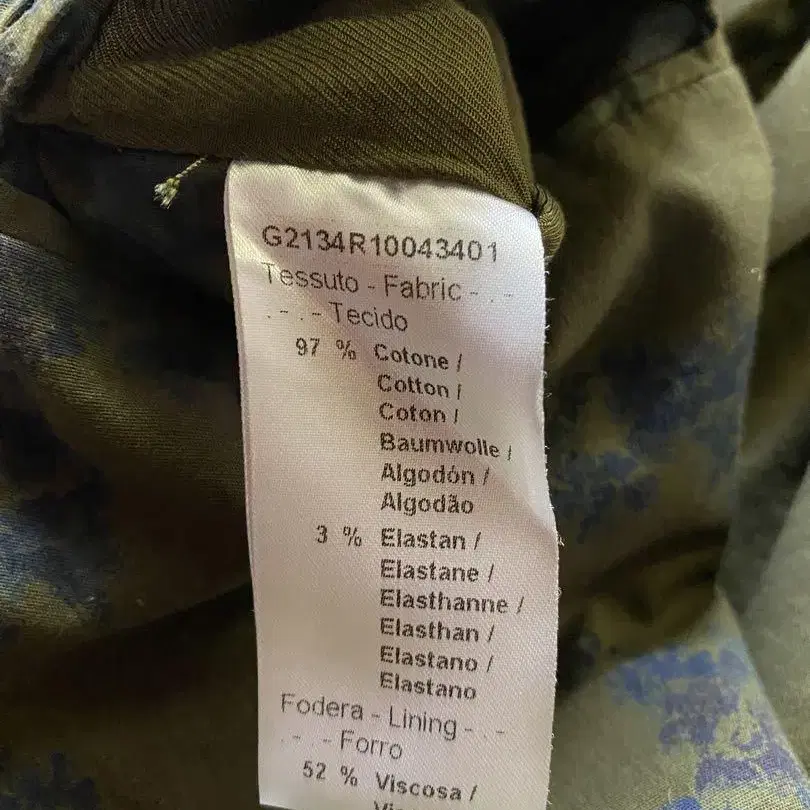 G2134R10043401
Tessuto - Fabric - . -
. - . - Tecido
97 % Cotone /
Cotton /
Coton /
Baumwolle /
Algodón /
Algodão
3 % Elastan /
Elastane /
Elasthanne /
Elasthan /
Elastano /
Elastano
Fodera - Lining - . -
. - . - Forro
52 % Viscosa /